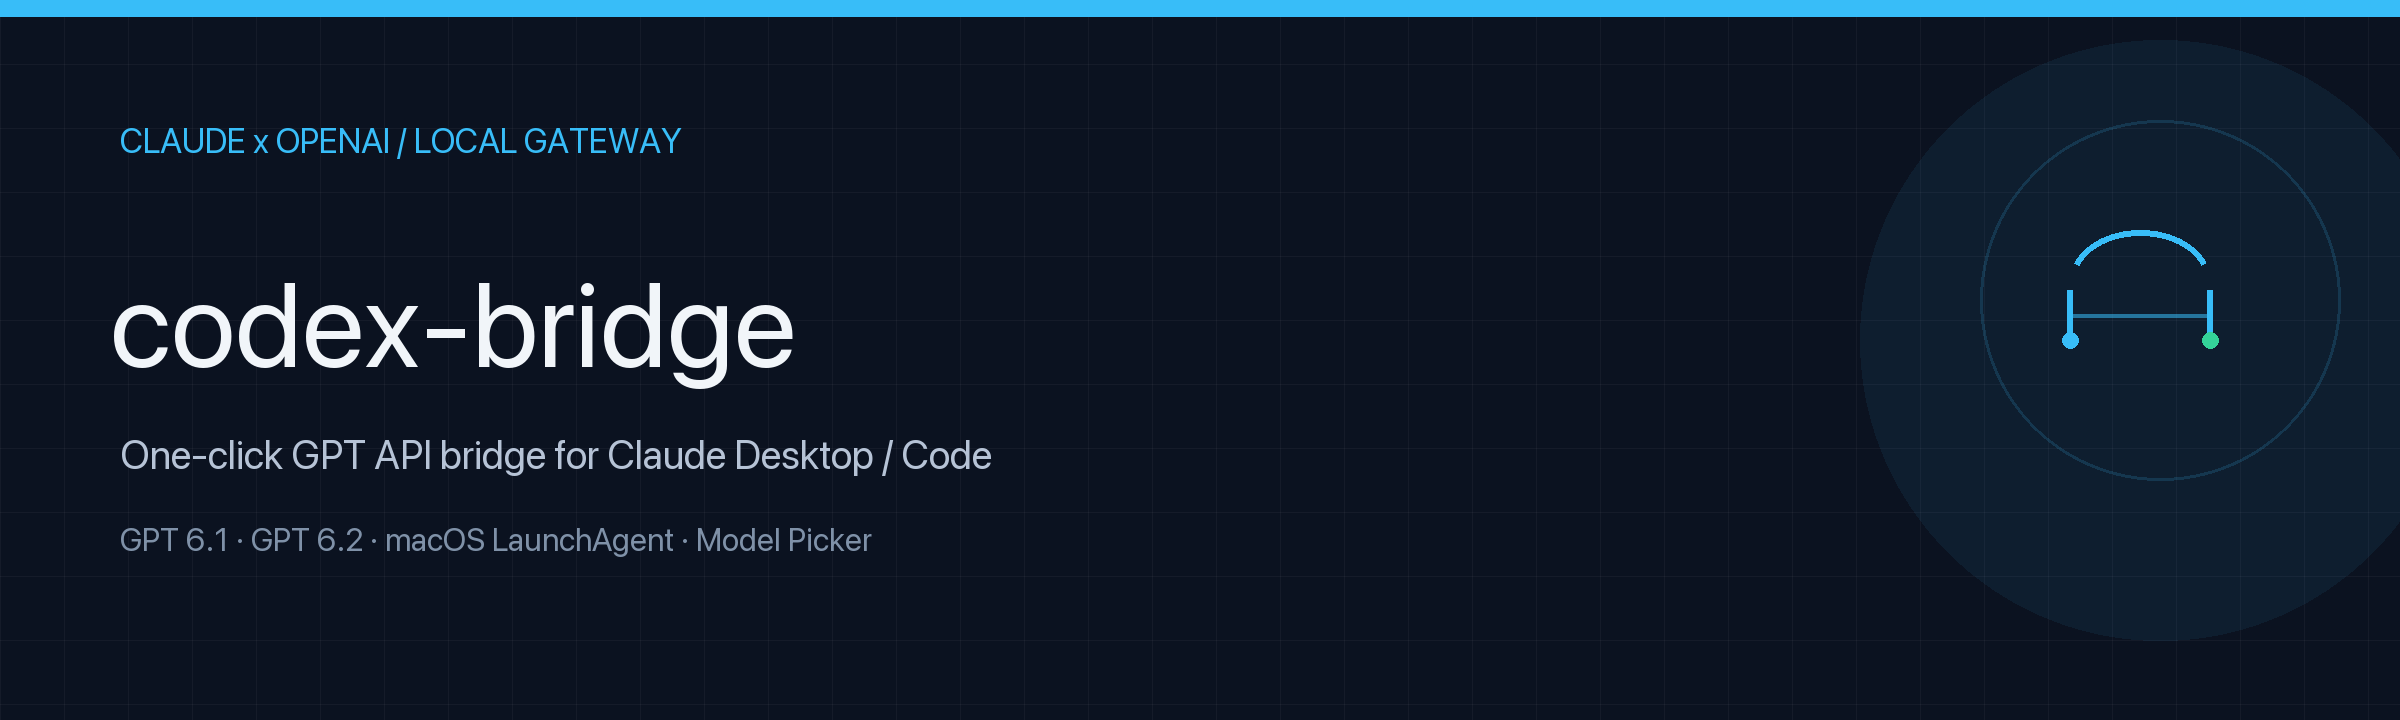 CLAUDE x OPENAI / LOCAL GATEWAY
codex-bridge
One-click GPT API bridge for Claude Desktop / Code
GPT 6.1 · GPT 6.2 · macOS LaunchAgent · Model Picker